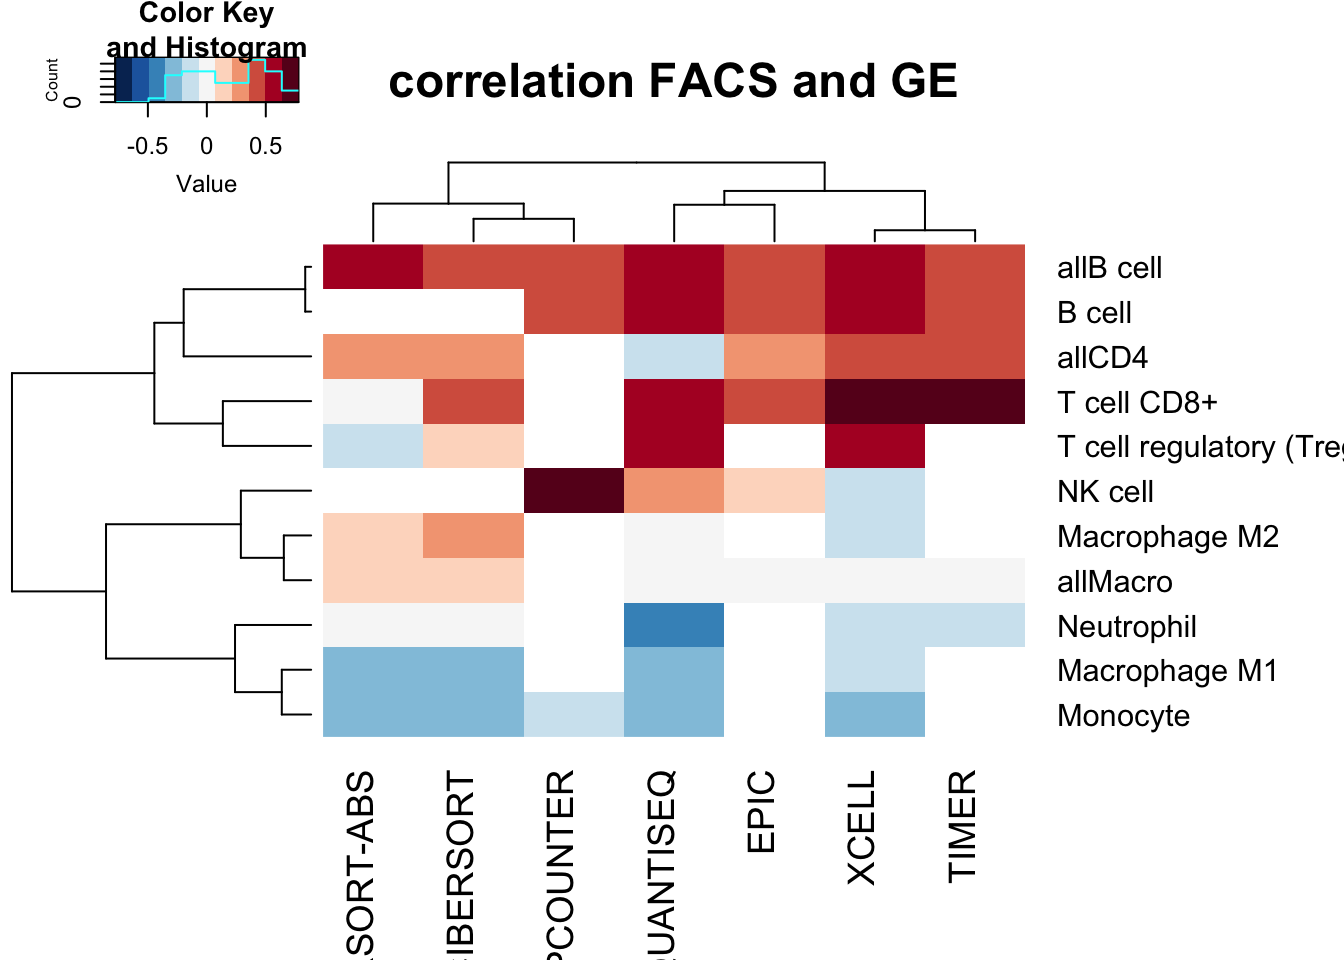 Color Key
and Histogram
Count
0
-0.5 0 0.5
Value
correlation FACS and GE
allB cell
B cell
allCD4
T cell CD8+
T cell regulatory (Treg
NK cell
Macrophage M2
allMacro
Neutrophil
Macrophage M1
Monocyte
SORT-ABS
IBERSORT
PCOUNTER
QUANTISEQ
EPIC
XCELL
TIMER